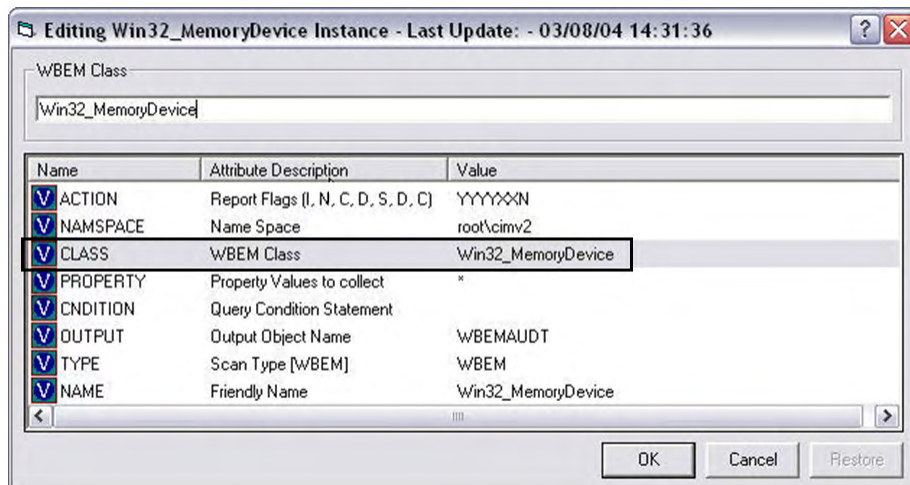 Editing Win32_MemoryDevice Instance - Last Update: - 03/08/04 14:31:36
WBEM Class
Win32_MemoryDevice
Name Attribute Description Value
V ACTION Report Flags (I, N, C, D, S, D, C) YYYYXXN
V NAMSPACE Name Space root\cimv2
V CLASS WBEM Class Win32_MemoryDevice
V PROPERTY Property Values to collect *
V CNDITION Query Condition Statement
V OUTPUT Output Object Name WBEMAUDT
V TYPE Scan Type [WBEM] WBEM
V NAME Friendly Name Win32_MemoryDevice
OK Cancel Restore